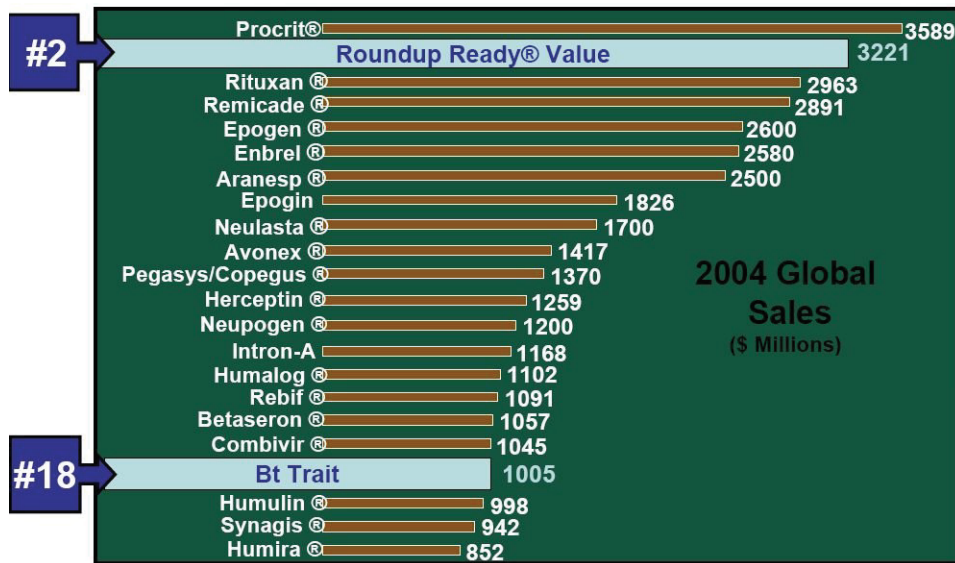 Procrit® 3589
#2 Roundup Ready® Value 3221
Rituxan ® 2963
Remicade ® 2891
Epogen ® 2600
Enbrel ® 2580
Aranesp ® 2500
Epogin 1826
Neulasta ® 1700
Avonex ® 1417
Pegasys/Copegus ® 1370
Herceptin ® 1259
Neupogen ® 1200
Intron-A 1168
Humalog ® 1102
Rebif ® 1091
Betaseron ® 1057
Combivir ® 1045
#18 Bt Trait 1005
Humulin ® 998
Synagis ® 942
Humira ® 852
2004 Global
Sales
($ Millions)